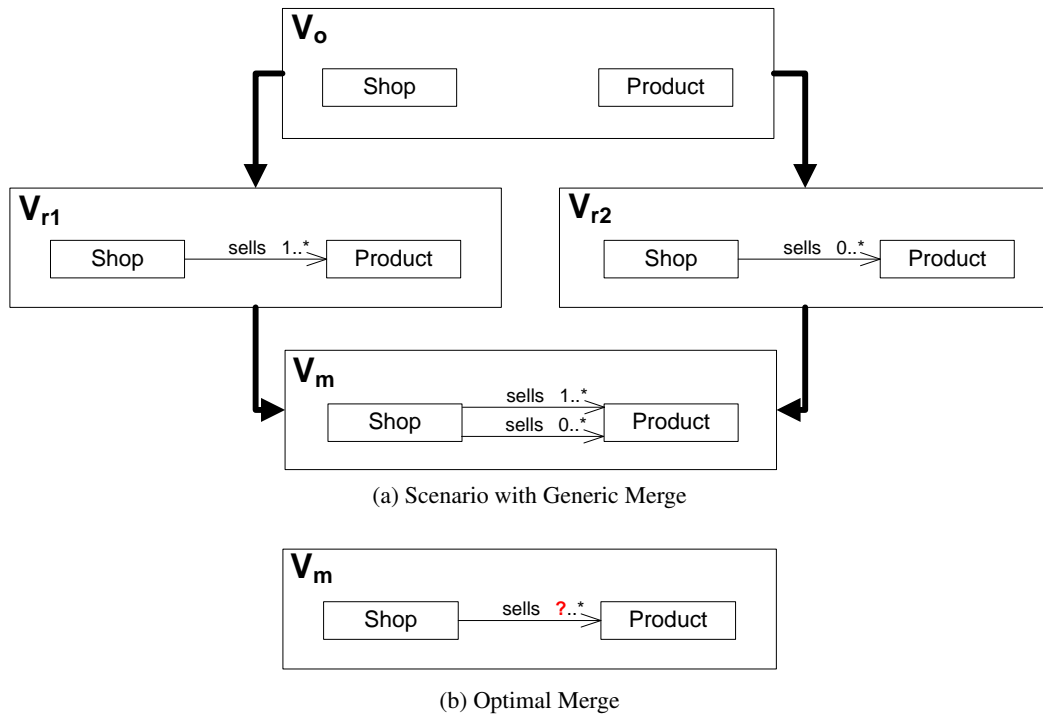 Vo
Shop Product
Vr1
Shop sells 1..* Product
Vr2
Shop sells 0..* Product
Vm
Shop sells 1..* Product
sells 0..*
(a) Scenario with Generic Merge
Vm
Shop sells ?..* Product
(b) Optimal Merge